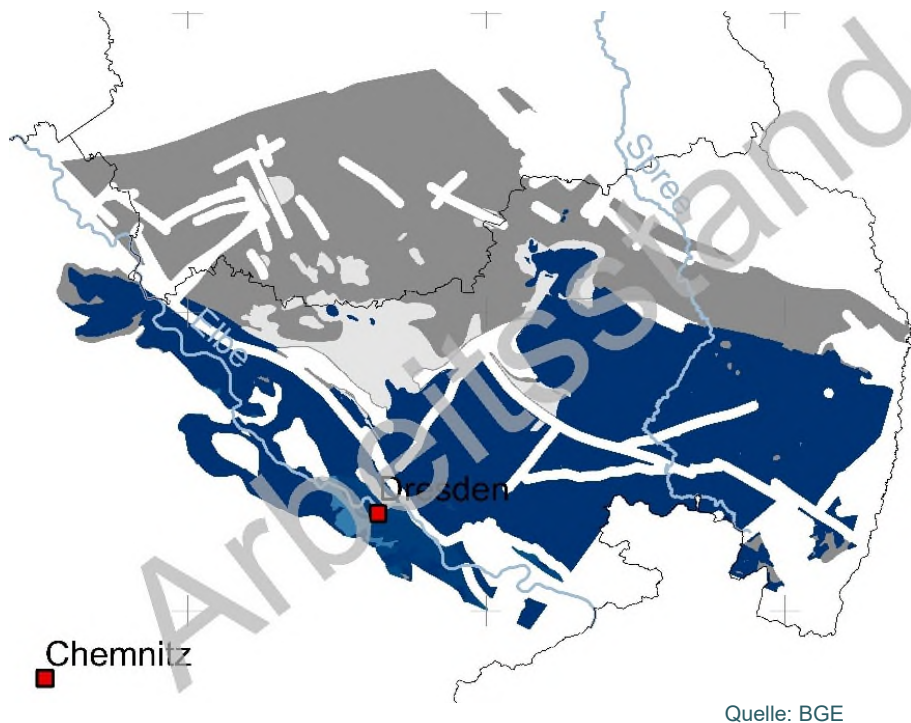 Arbeitsstand
Spree
Elbe
Dresden
Chemnitz
Quelle: BGE